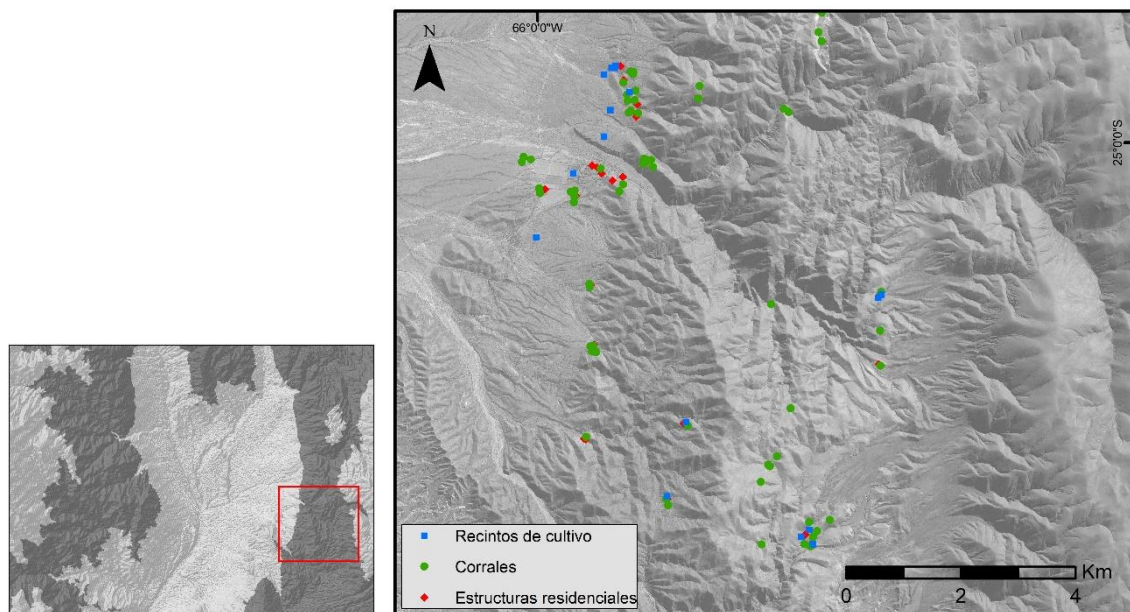 66°0'0"W
N
25°0'0"S
Recintos de cultivo
Corrales
Estructuras residenciales
Km
0 2 4